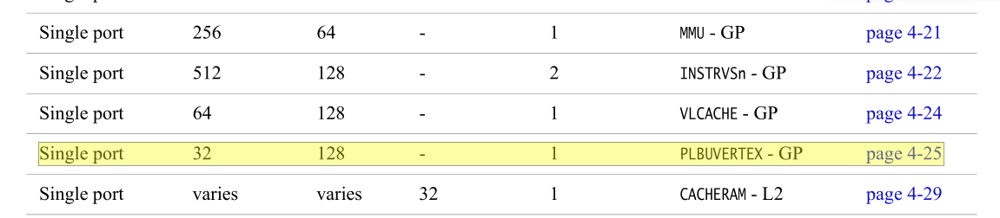 Single port 256 64 - 1 MMU - GP page 4-21
Single port 512 128 - 2 INSTRVSn - GP page 4-22
Single port 64 128 - 1 VLCACHE - GP page 4-24
Single port 32 128 - 1 PLBUVERTEX - GP page 4-25
Single port varies varies 32 1 CACHERAM - L2 page 4-29